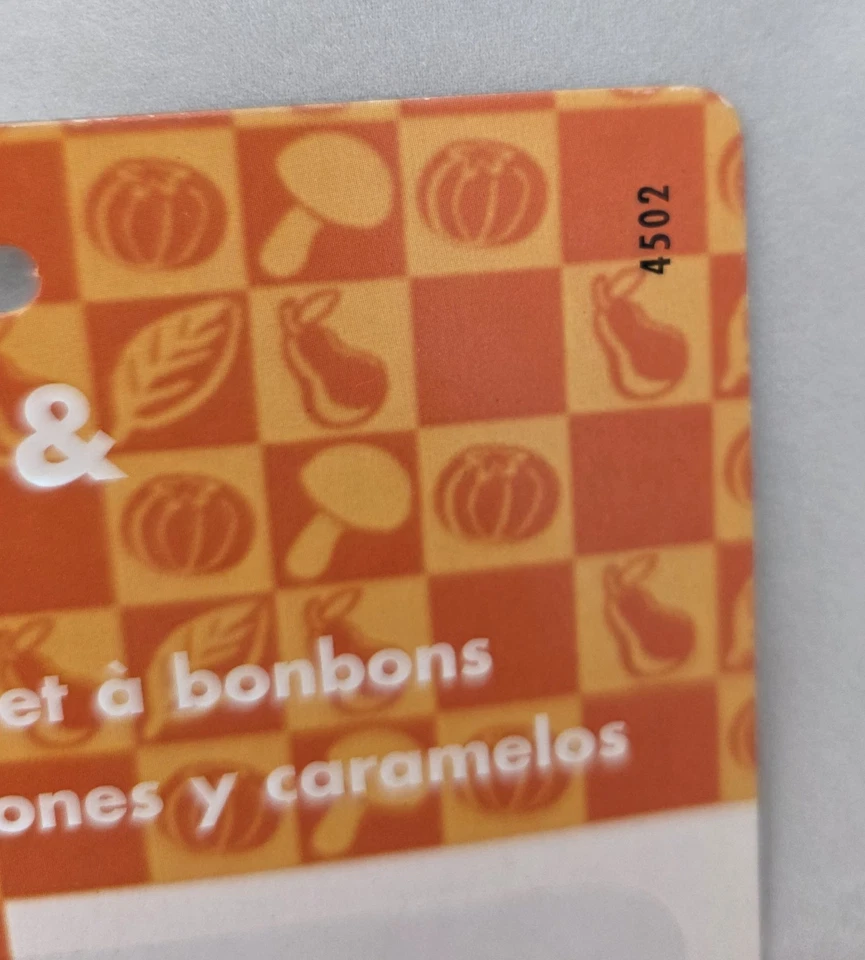 4502
&
et à bonbons
ones y caramelos